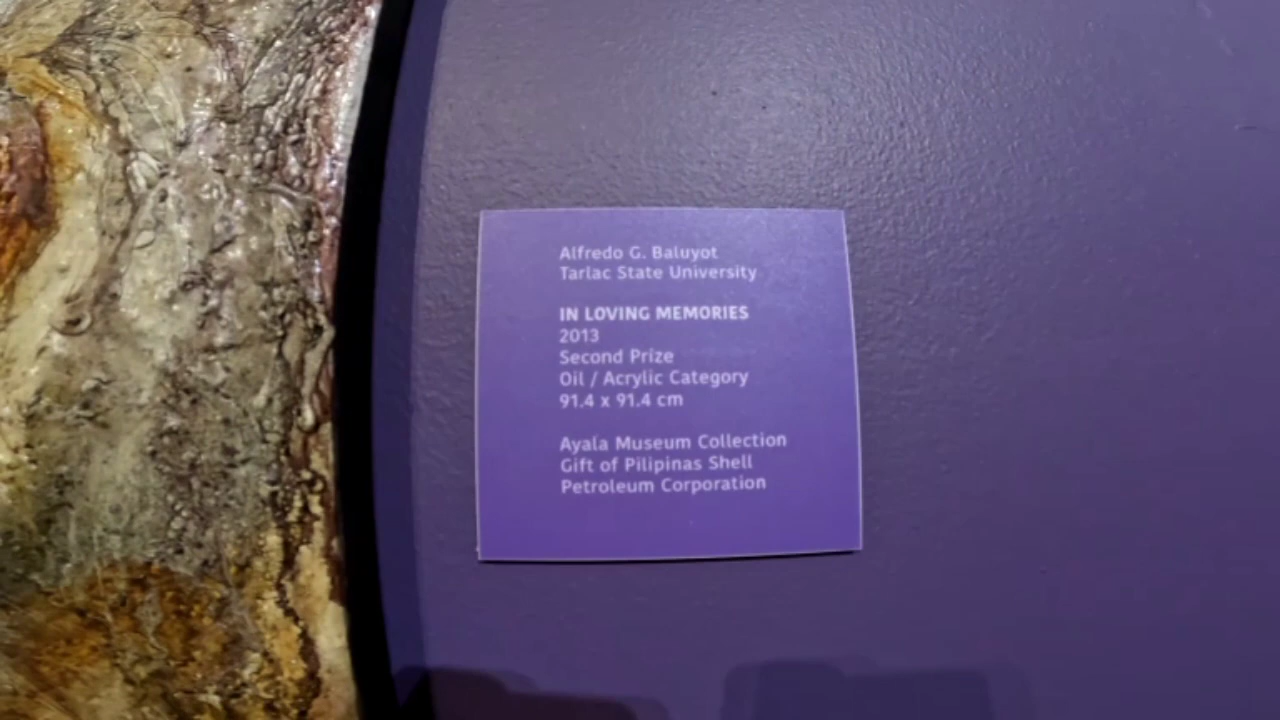 Alfredo G. Baluyot
Tarlac State University
IN LOVING MEMORIES
2013
Second Prize
Oil / Acrylic Category
91.4 x 91.4 cm
Ayala Museum Collection
Gift of Pilipinas Shell
Petroleum Corporation